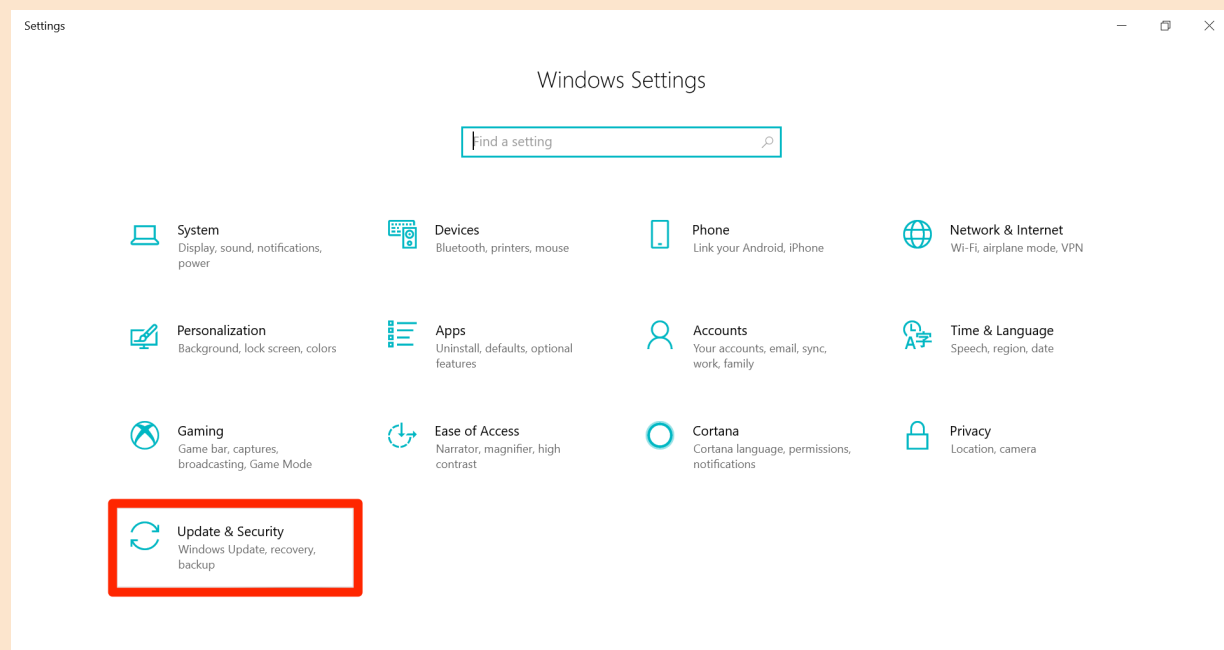 Settings
Windows Settings
Find a setting
System
Display, sound, notifications,
power
Devices
Bluetooth, printers, mouse
Phone
Link your Android, iPhone
Network & Internet
Wi-Fi, airplane mode, VPN
Personalization
Background, lock screen, colors
Apps
Uninstall, defaults, optional
features
Accounts
Your accounts, email, sync,
work, family
Time & Language
Speech, region, date
Gaming
Game bar, captures,
broadcasting, Game Mode
Ease of Access
Narrator, magnifier, high
contrast
Cortana
Cortana language, permissions,
notifications
Privacy
Location, camera
Update & Security
Windows Update, recovery,
backup